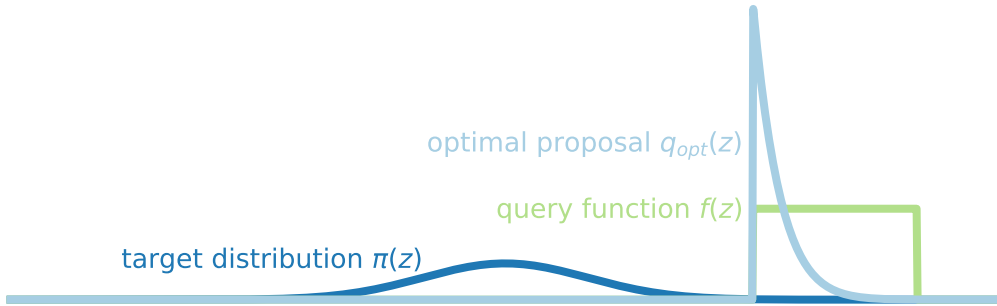 optimal proposal q_opt(z)
query function f(z)
target distribution π(z)